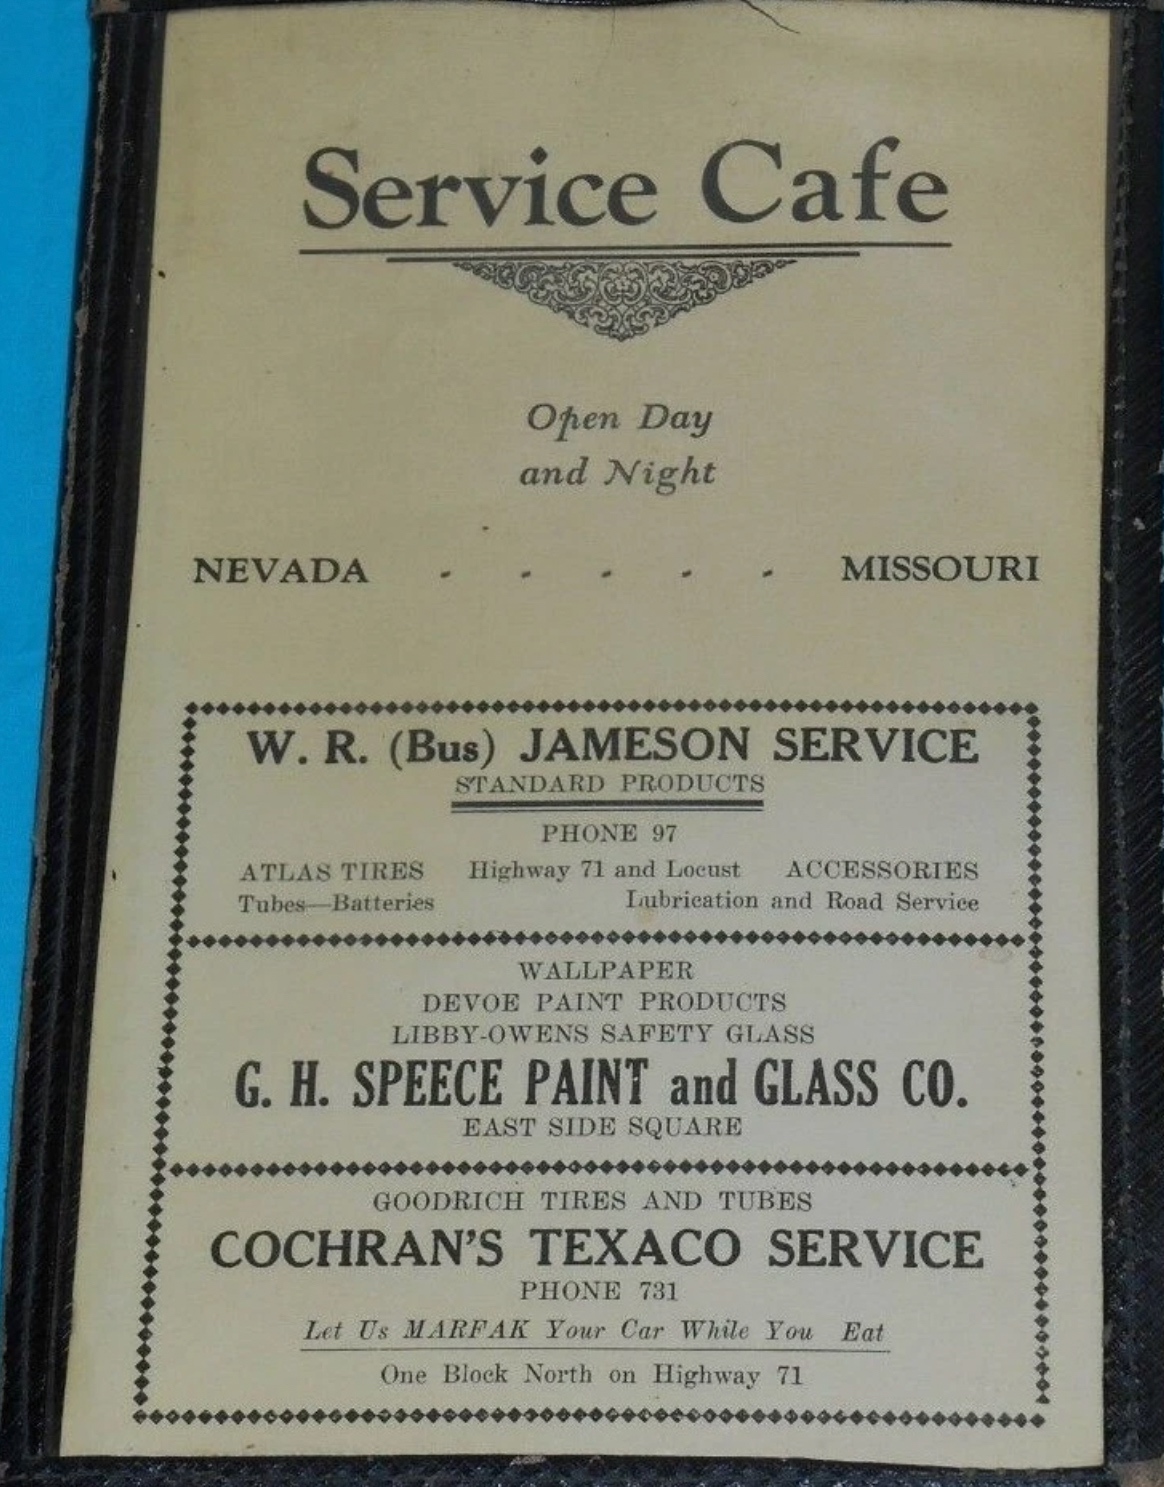 Service Cafe
Open Day
and Night
NEVADA - - - - - MISSOURI
W. R. (Bus) JAMESON SERVICE
STANDARD PRODUCTS
PHONE 97
ATLAS TIRES Highway 71 and Locust ACCESSORIES
Tubes—Batteries Lubrication and Road Service
WALLPAPER
DEVOE PAINT PRODUCTS
LIBBY-OWENS SAFETY GLASS
G. H. SPEECE PAINT and GLASS CO.
EAST SIDE SQUARE
GOODRICH TIRES AND TUBES
COCHRAN'S TEXACO SERVICE
PHONE 731
Let Us MARFAK Your Car While You Eat
One Block North on Highway 71